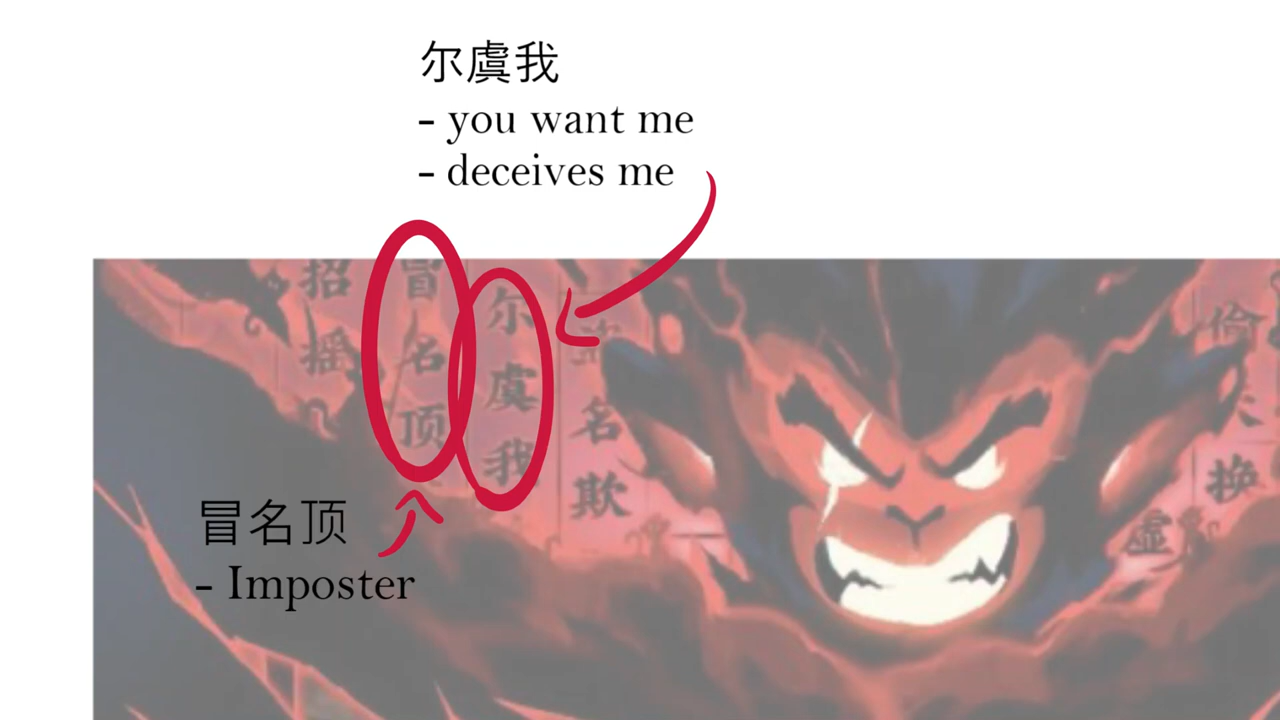 尔虞我
- you want me
- deceives me
招摇
冒名顶
尔虞我
名欺
偷
换
虚
冒名顶
- Imposter